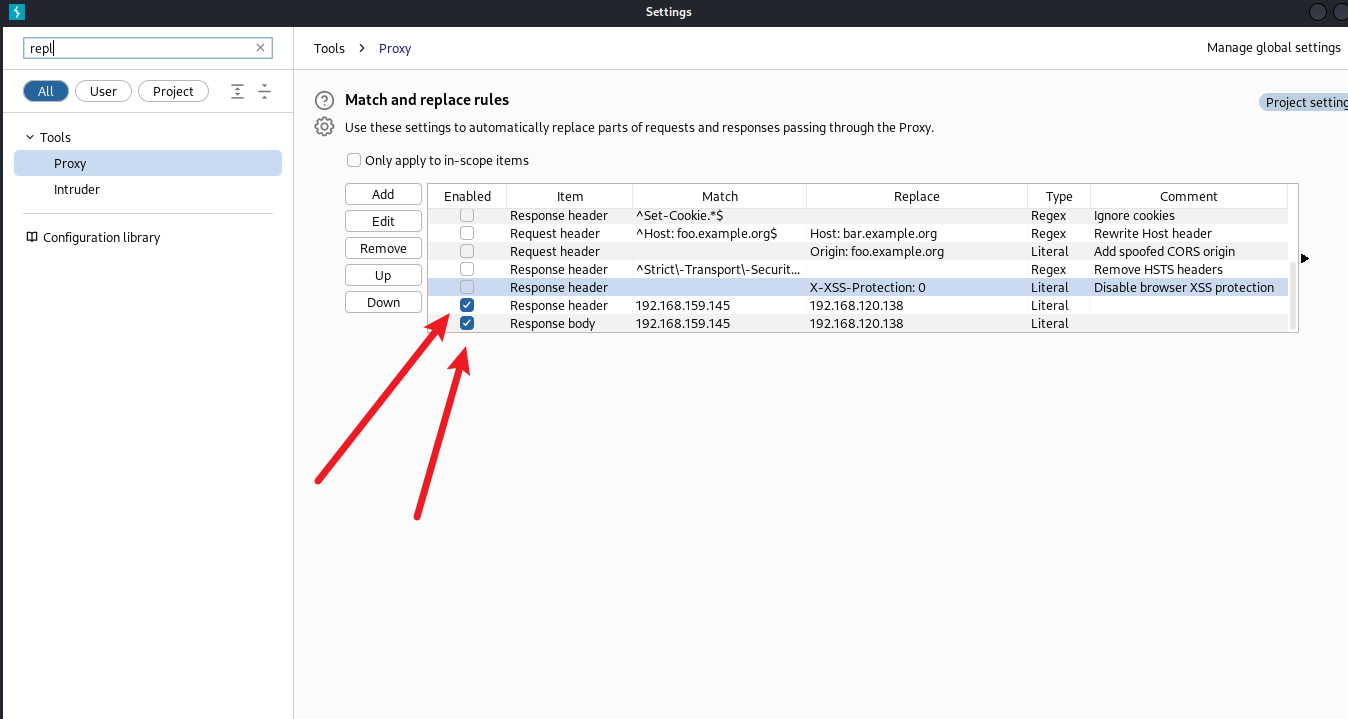 Settings
repl
Tools > Proxy
Manage global settings
All User Project
Match and replace rules
Project setting
Use these settings to automatically replace parts of requests and responses passing through the Proxy.
Tools
Proxy
Intruder
Configuration library
Only apply to in-scope items
Add
Edit
Remove
Up
Down
Enabled Item Match Replace Type Comment
Response header ^Set-Cookie.*$ Regex Ignore cookies
Request header ^Host: foo.example.org$ Host: bar.example.org Regex Rewrite Host header
Request header Origin: foo.example.org Literal Add spoofed CORS origin
Response header ^Strict\-Transport\-Securit... Regex Remove HSTS headers
Response header X-XSS-Protection: 0 Literal Disable browser XSS protection
Response header 192.168.159.145 192.168.120.138 Literal
Response body 192.168.159.145 192.168.120.138 Literal